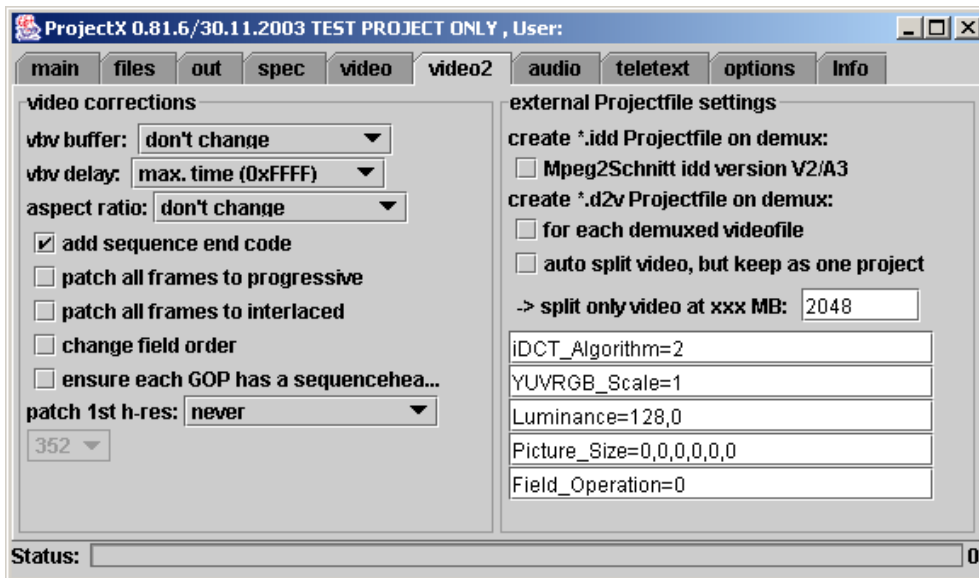 ProjectX 0.81.6/30.11.2003 TEST PROJECT ONLY , User:
main files out spec video video2 audio teletext options Info
video corrections
vbv buffer: don't change
vbv delay: max. time (0xFFFF)
aspect ratio: don't change
add sequence end code
patch all frames to progressive
patch all frames to interlaced
change field order
ensure each GOP has a sequencehea...
patch 1st h-res: never
352
external Projectfile settings
create *.idd Projectfile on demux:
Mpeg2Schnitt idd version V2/A3
create *.d2v Projectfile on demux:
for each demuxed videofile
auto split video, but keep as one project
-> split only video at xxx MB: 2048
iDCT_Algorithm=2
YUVRGB_Scale=1
Luminance=128,0
Picture_Size=0,0,0,0,0,0
Field_Operation=0
Status: 0